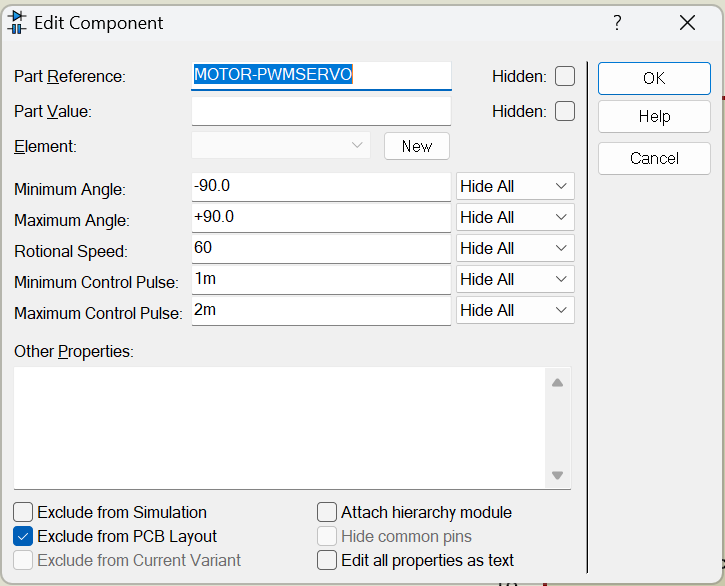 Edit Component
?
Part Reference: MOTOR-PWMSERVO Hidden:
OK
Part Value: Hidden:
Help
Element: New
Cancel
Minimum Angle: -90.0 Hide All
Maximum Angle: +90.0 Hide All
Rotional Speed: 60 Hide All
Minimum Control Pulse: 1m Hide All
Maximum Control Pulse: 2m Hide All
Other Properties:
Exclude from Simulation Attach hierarchy module
Exclude from PCB Layout Hide common pins
Exclude from Current Variant Edit all properties as text